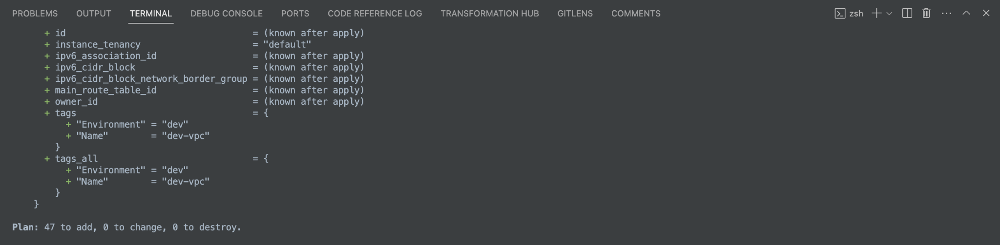 PROBLEMS OUTPUT TERMINAL DEBUG CONSOLE PORTS CODE REFERENCE LOG TRANSFORMATION HUB GITLENS COMMENTS zsh
+ id = (known after apply)
+ instance_tenancy = "default"
+ ipv6_association_id = (known after apply)
+ ipv6_cidr_block = (known after apply)
+ ipv6_cidr_block_network_border_group = (known after apply)
+ main_route_table_id = (known after apply)
+ owner_id = (known after apply)
+ tags = {
+ "Environment" = "dev"
+ "Name" = "dev-vpc"
}
+ tags_all = {
+ "Environment" = "dev"
+ "Name" = "dev-vpc"
}
}
Plan: 47 to add, 0 to change, 0 to destroy.